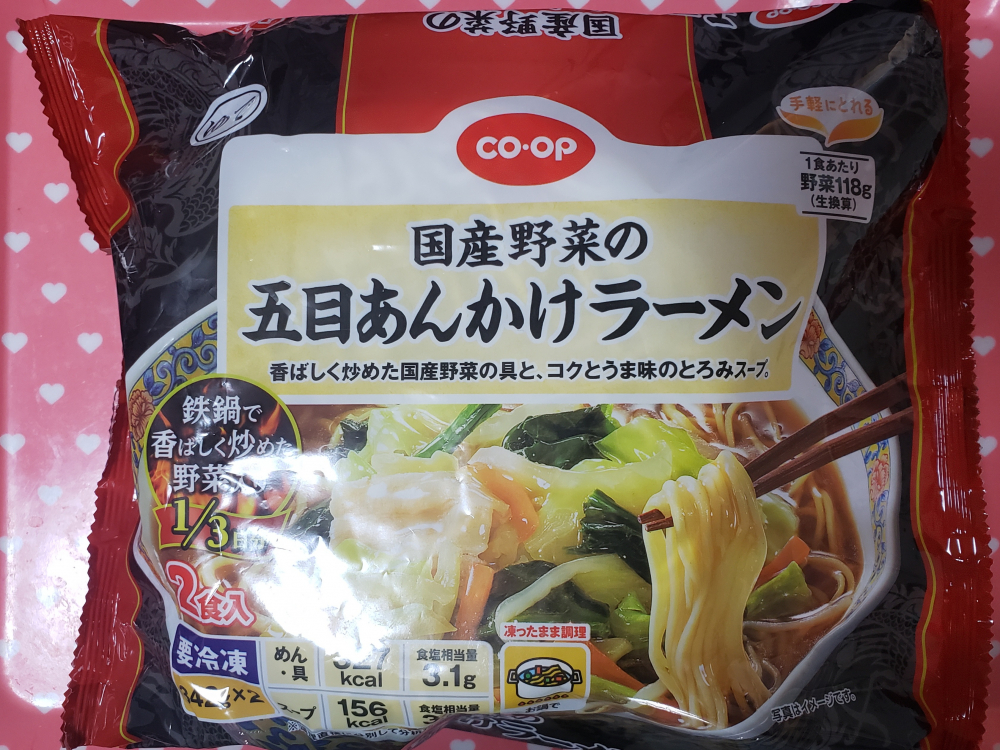 国産野菜の
CO·OP
手軽にとれる
1食あたり
野菜118g
(生換算)
国産野菜の
五目あんかけラーメン
香ばしく炒めた国産野菜の具と、コクとうま味のとろみスープ。
鉄鍋で
香ばしく炒めた
野菜
1/3
2食入
要冷凍
めん
・具
kcal
食塩相当量
3.1g
156
kcal
食塩相当量
凍ったまま調理
お鍋で
写真はイメージです。